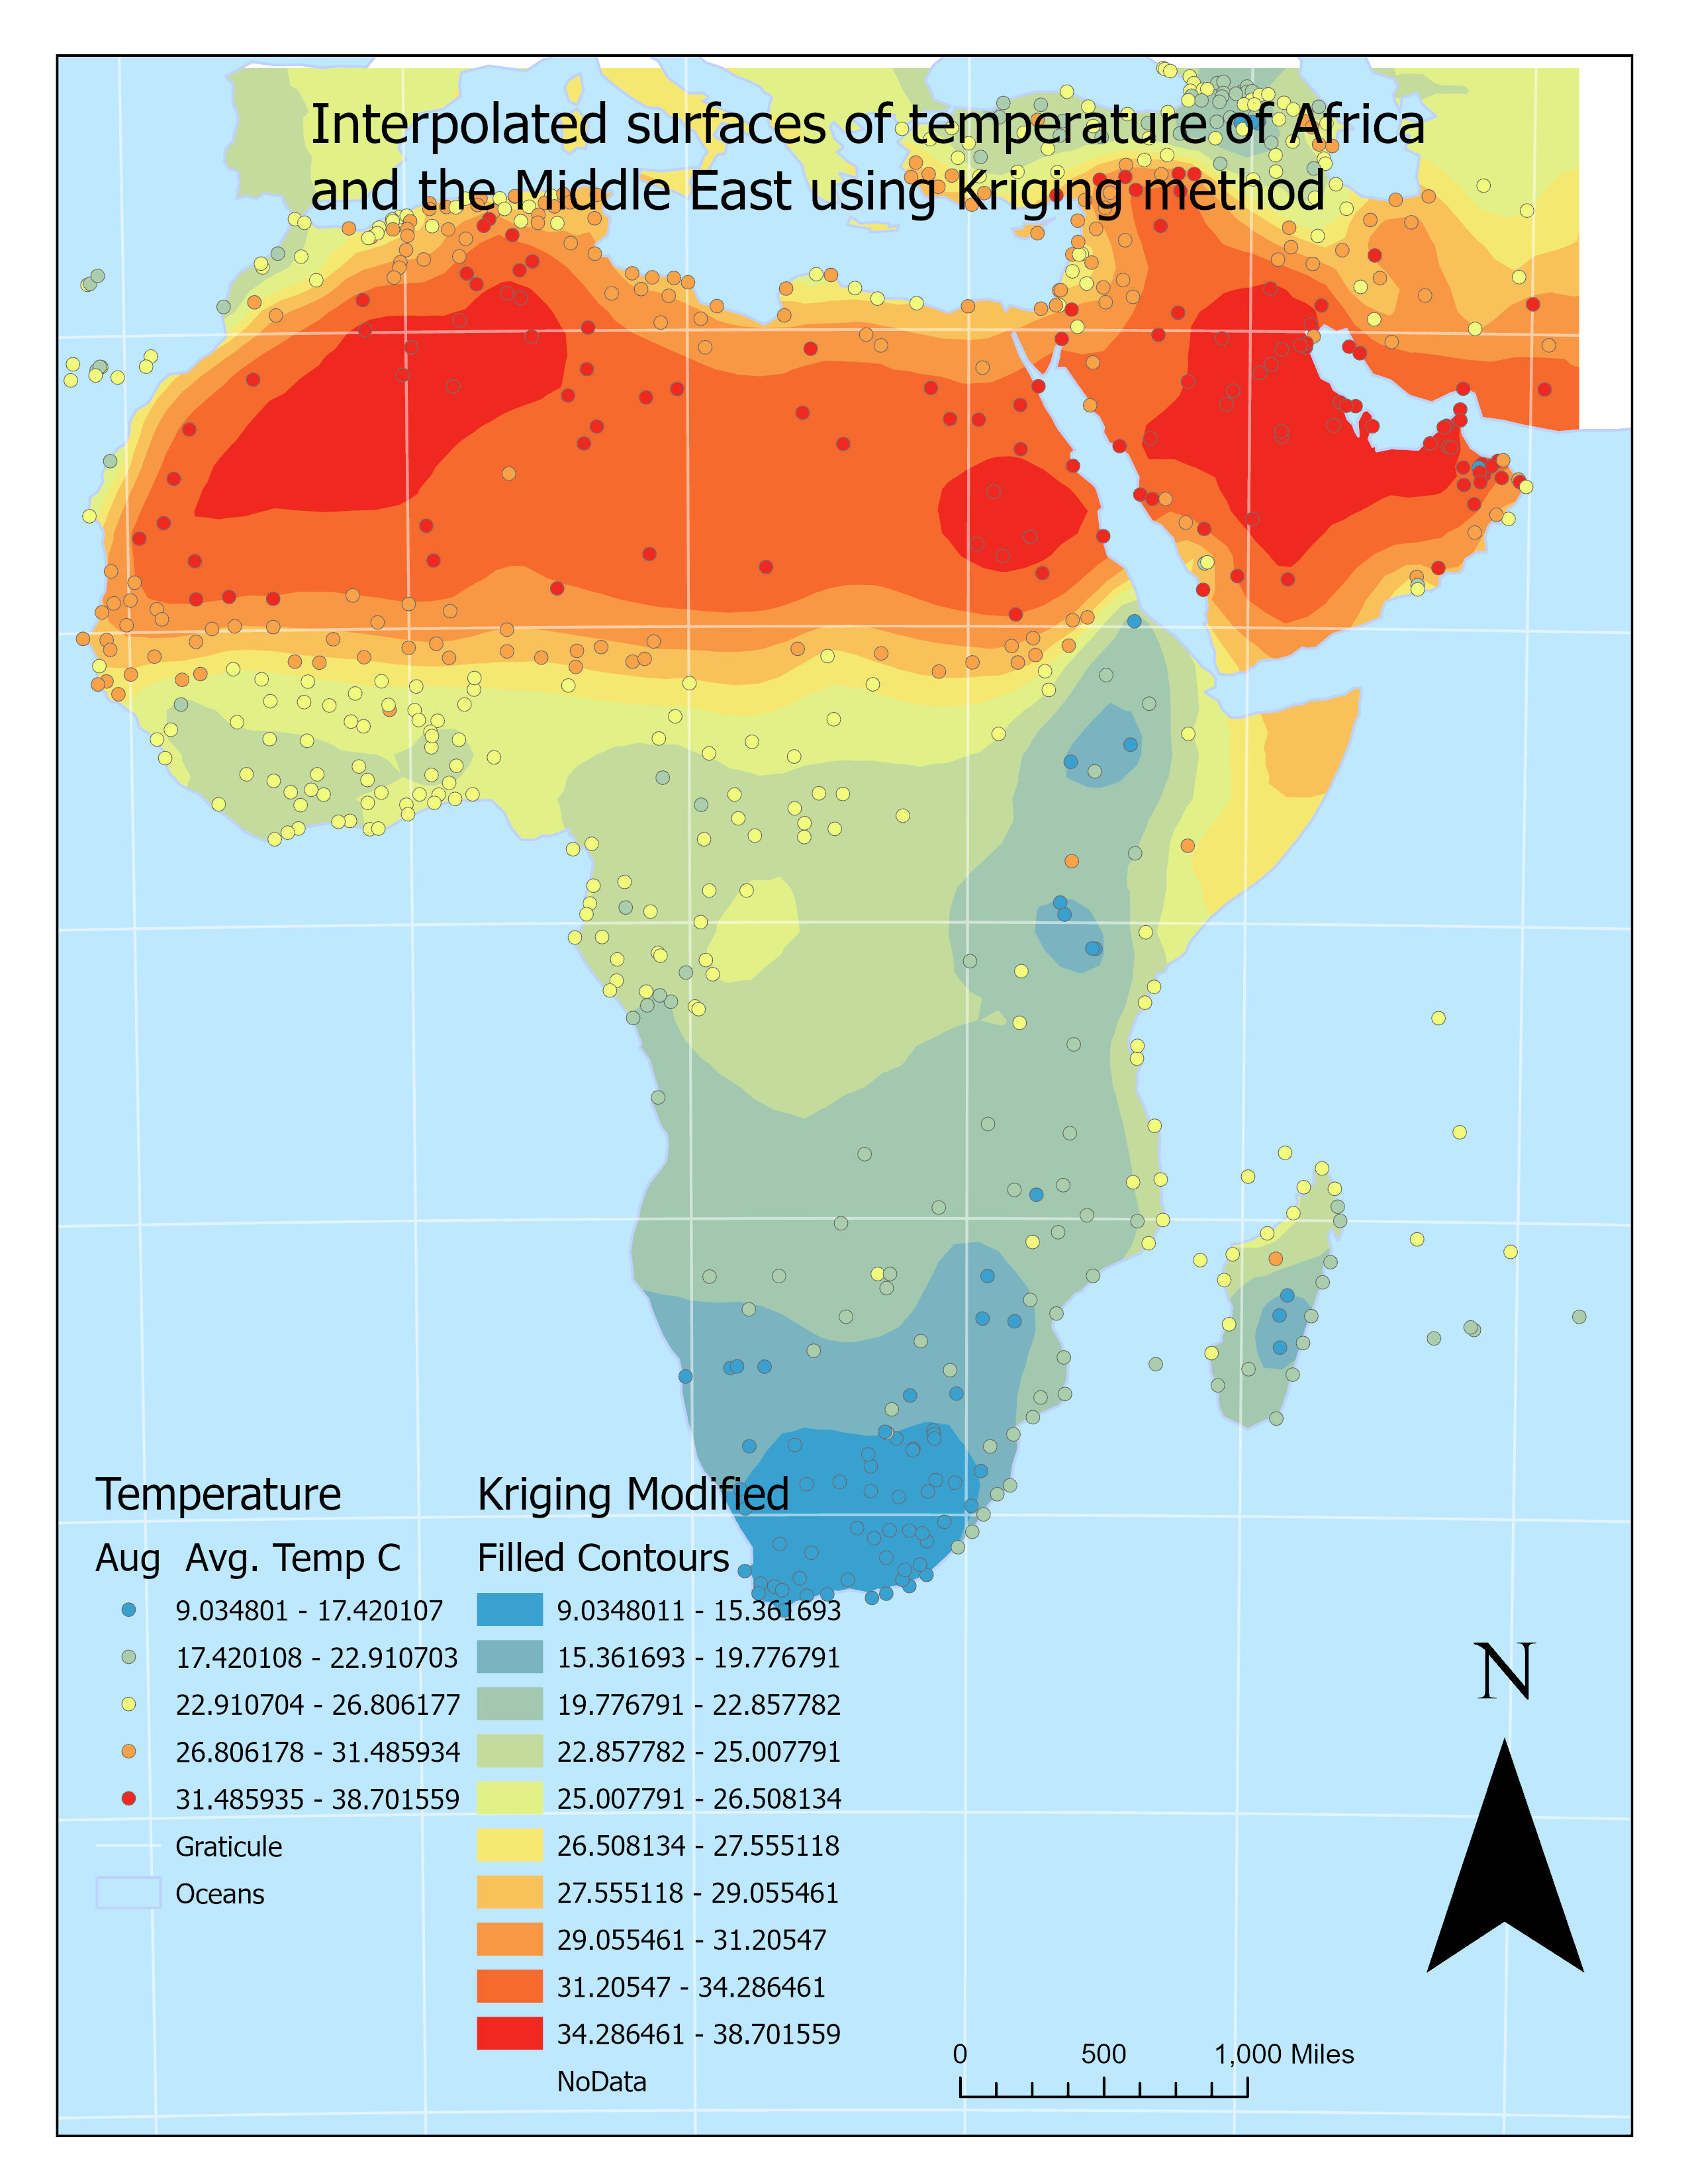 Interpolated surfaces of temperature of Africa
and the Middle East using Kriging method
Temperature
Aug Avg. Temp C
9.034801 - 17.420107
17.420108 - 22.910703
22.910704 - 26.806177
26.806178 - 31.485934
31.485935 - 38.701559
Graticule
Oceans
Kriging Modified
Filled Contours
9.0348011 - 15.361693
15.361693 - 19.776791
19.776791 - 22.857782
22.857782 - 25.007791
25.007791 - 26.508134
26.508134 - 27.555118
27.555118 - 29.055461
29.055461 - 31.20547
31.20547 - 34.286461
34.286461 - 38.701559
NoData
N
0 500 1,000 Miles